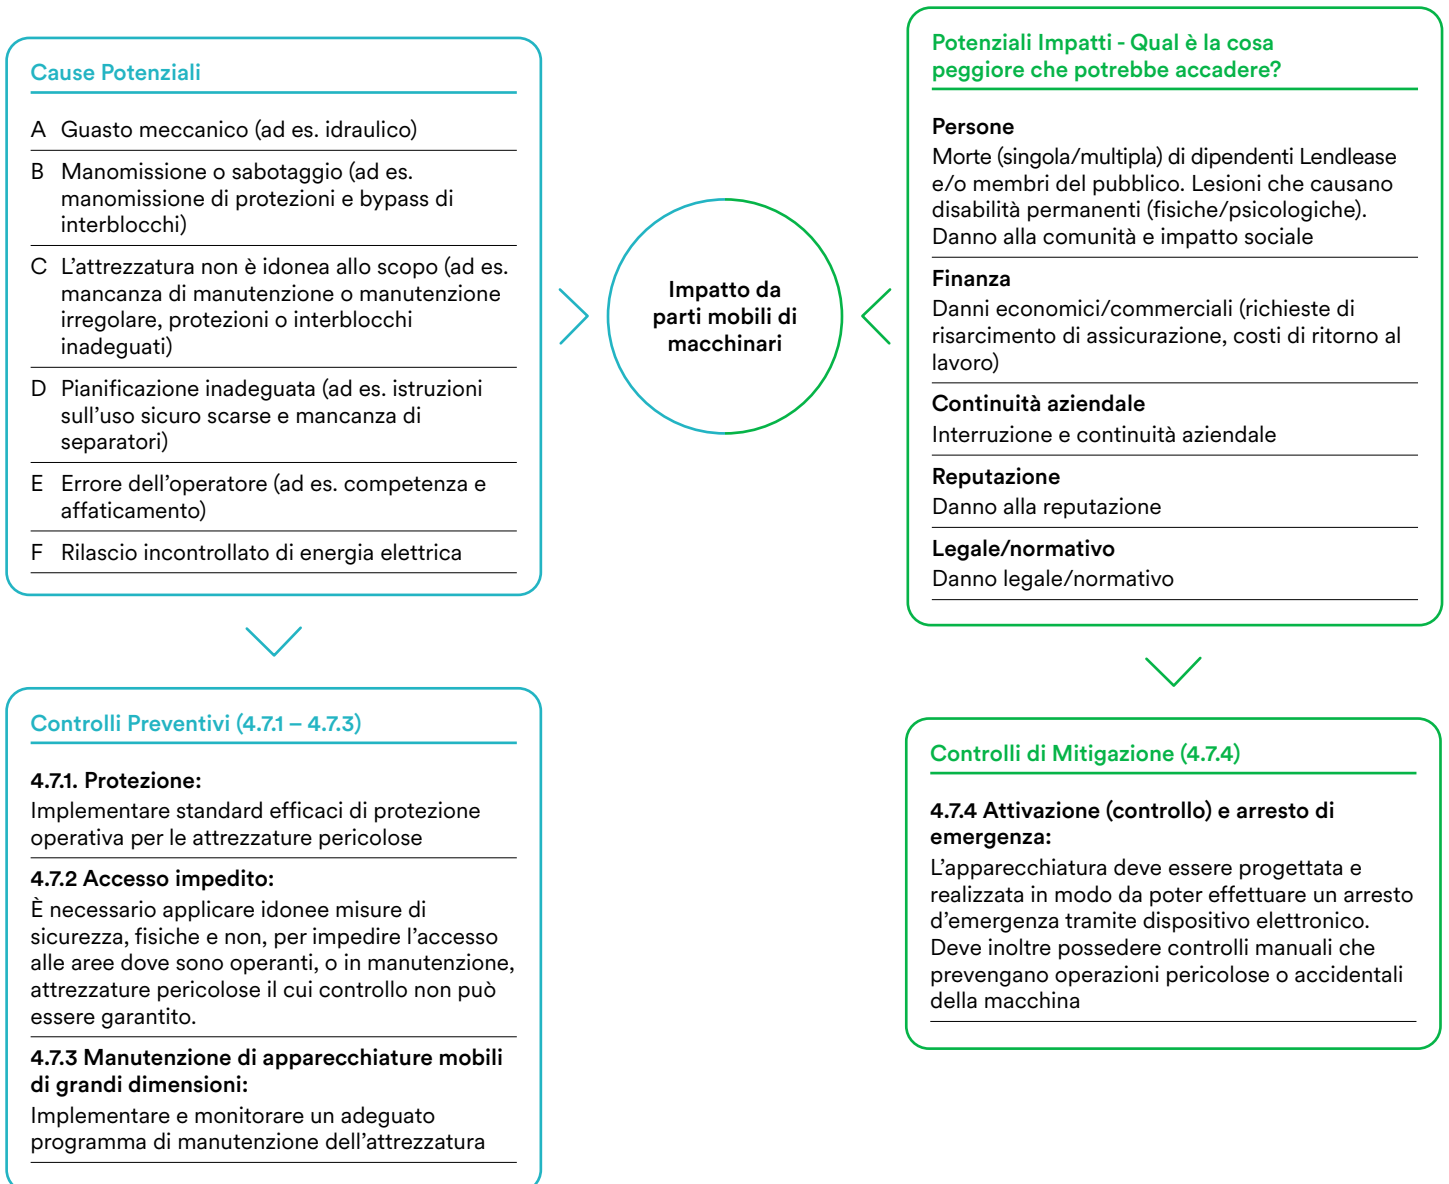 Cause Potenziali
A Guasto meccanico (ad es. idraulico)
B Manomissione o sabotaggio (ad es.
manomissione di protezioni e bypass di
interblocchi)
C L’attrezzatura non è idonea allo scopo (ad es.
mancanza di manutenzione o manutenzione
irregolare, protezioni o interblocchi
inadeguati)
D Pianificazione inadeguata (ad es. istruzioni
sull’uso sicuro scarse e mancanza di
separatori)
E Errore dell’operatore (ad es. competenza e
affaticamento)
F Rilascio incontrollato di energia elettrica
Impatto da
parti mobili di
macchinari
Potenziali Impatti - Qual è la cosa
peggiore che potrebbe accadere?
Persone
Morte (singola/multipla) di dipendenti Lendlease
e/o membri del pubblico. Lesioni che causano
disabilità permanenti (fisiche/psicologiche).
Danno alla comunità e impatto sociale
Finanza
Danni economici/commerciali (richieste di
risarcimento di assicurazione, costi di ritorno al
lavoro)
Continuità aziendale
Interruzione e continuità aziendale
Reputazione
Danno alla reputazione
Legale/normativo
Danno legale/normativo
Controlli Preventivi (4.7.1 – 4.7.3)
4.7.1. Protezione:
Implementare standard efficaci di protezione
operativa per le attrezzature pericolose
4.7.2 Accesso impedito:
È necessario applicare idonee misure di
sicurezza, fisiche e non, per impedire l’accesso
alle aree dove sono operanti, o in manutenzione,
attrezzature pericolose il cui controllo non può
essere garantito.
4.7.3 Manutenzione di apparecchiature mobili
di grandi dimensioni:
Implementare e monitorare un adeguato
programma di manutenzione dell’attrezzatura
Controlli di Mitigazione (4.7.4)
4.7.4 Attivazione (controllo) e arresto di
emergenza:
L’apparecchiatura deve essere progettata e
realizzata in modo da poter effettuare un arresto
d’emergenza tramite dispositivo elettronico.
Deve inoltre possedere controlli manuali che
prevengano operazioni pericolose o accidentali
della macchina